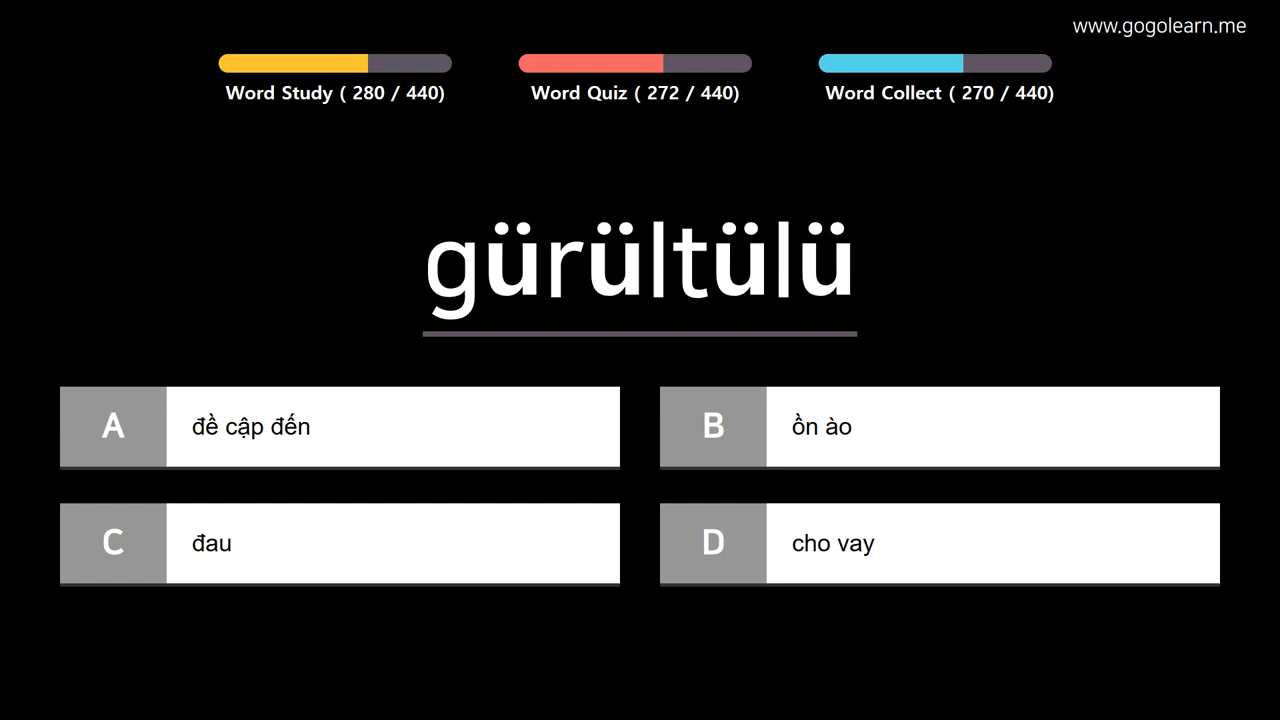 www.gogolearn.me
Word Study ( 280 / 440)
Word Quiz ( 272 / 440)
Word Collect ( 270 / 440)
gürültülü
A đề cập đến
B ồn ào
C đau
D cho vay